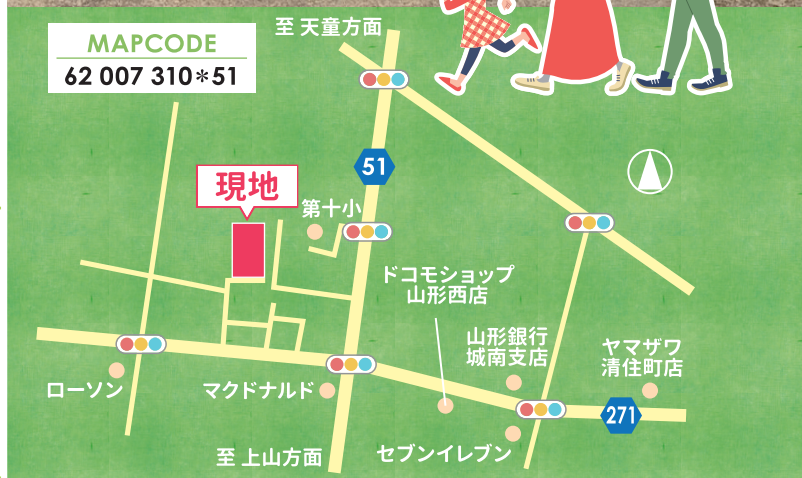 至 天童方面
MAPCODE
62 007 310*51
51
現地
第十小
ドコモショップ
山形西店
山形銀行
城南支店
ヤマザワ
清住町店
ローソン
マクドナルド
271
至 上山方面
セブンイレブン